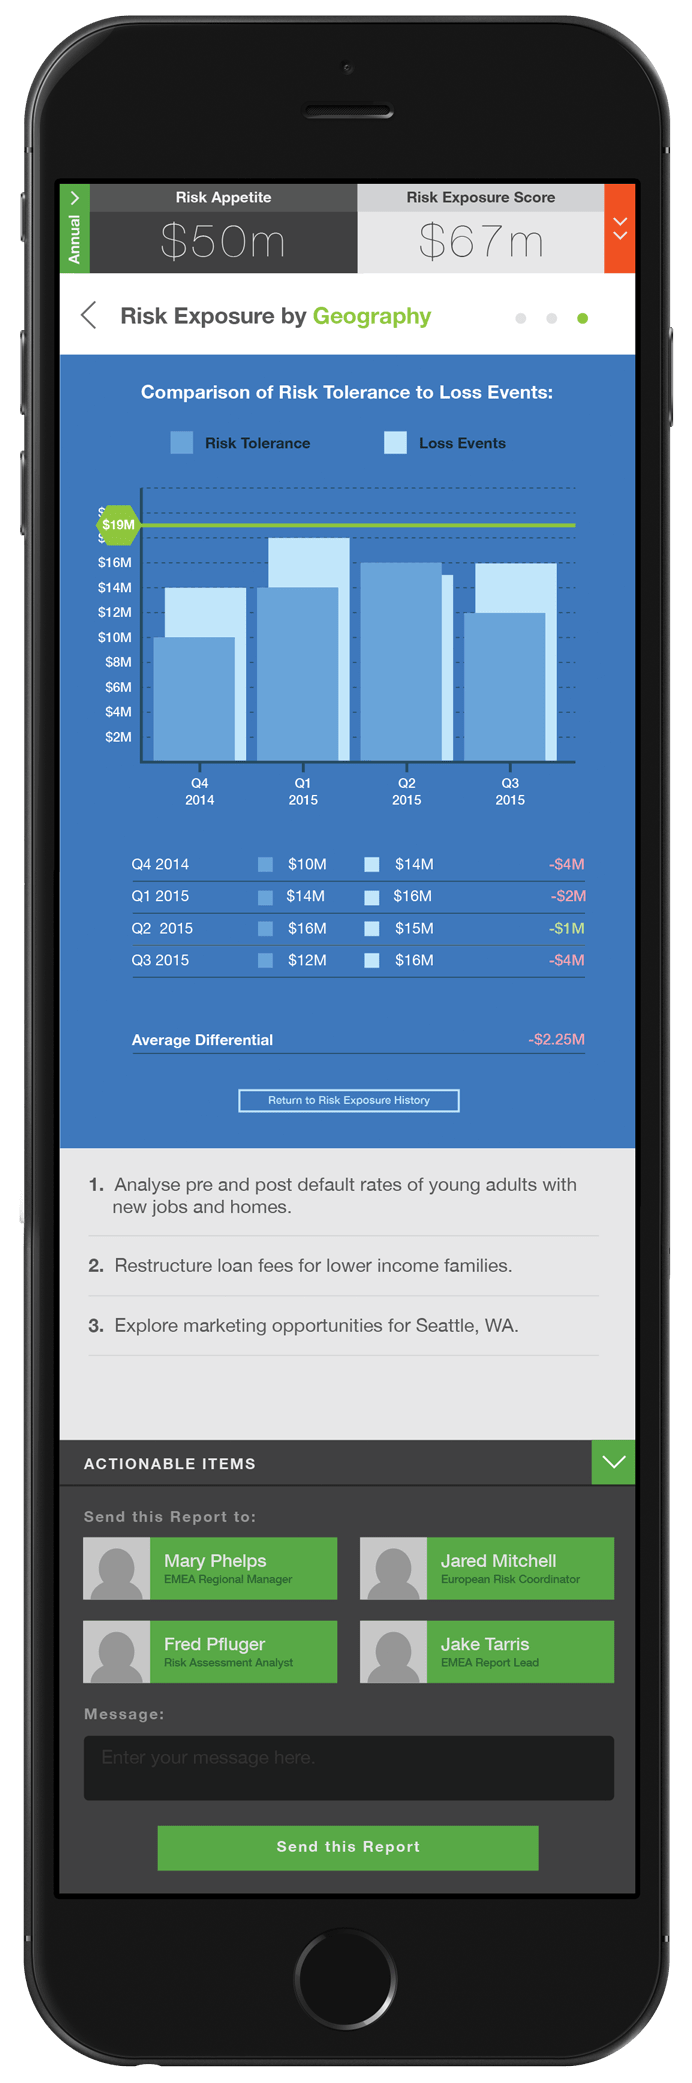 Annual
Risk Appetite
$50m
Risk Exposure Score
$67m
Risk Exposure by Geography
Comparison of Risk Tolerance to Loss Events:
Risk Tolerance
Loss Events
$19M
$16M
$14M
$12M
$10M
$8M
$6M
$4M
$2M
Q4
2014
Q1
2015
Q2
2015
Q3
2015
Q4 2014 $10M $14M -$4M
Q1 2015 $14M $16M -$2M
Q2 2015 $16M $15M -$1M
Q3 2015 $12M $16M -$4M
Average Differential -$2.25M
Return to Risk Exposure History
1. Analyse pre and post default rates of young adults with
new jobs and homes.
2. Restructure loan fees for lower income families.
3. Explore marketing opportunities for Seattle, WA.
ACTIONABLE ITEMS
Send this Report to:
Mary Phelps
EMEA Regional Manager
Jared Mitchell
European Risk Coordinator
Fred Pfluger
Risk Assessment Analyst
Jake Tarris
EMEA Report Lead
Message:
Enter your message here.
Send this Report